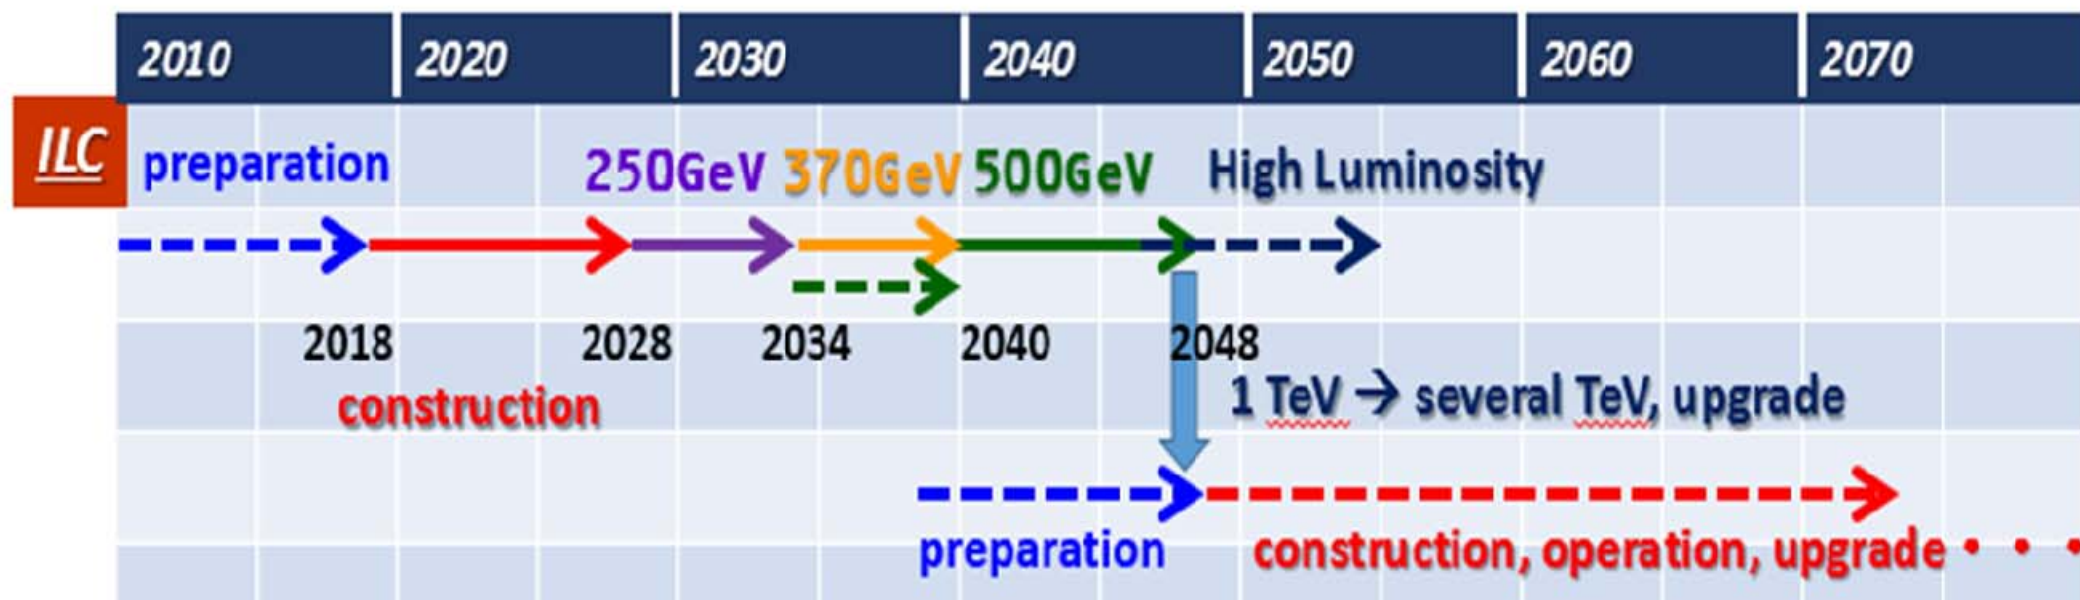 2010 2020 2030 2040 2050 2060 2070
ILC preparation 250GeV 370GeV 500GeV High Luminosity
2018 2028 2034 2040 2048
construction 1 TeV → several TeV, upgrade
preparation construction, operation, upgrade • • •